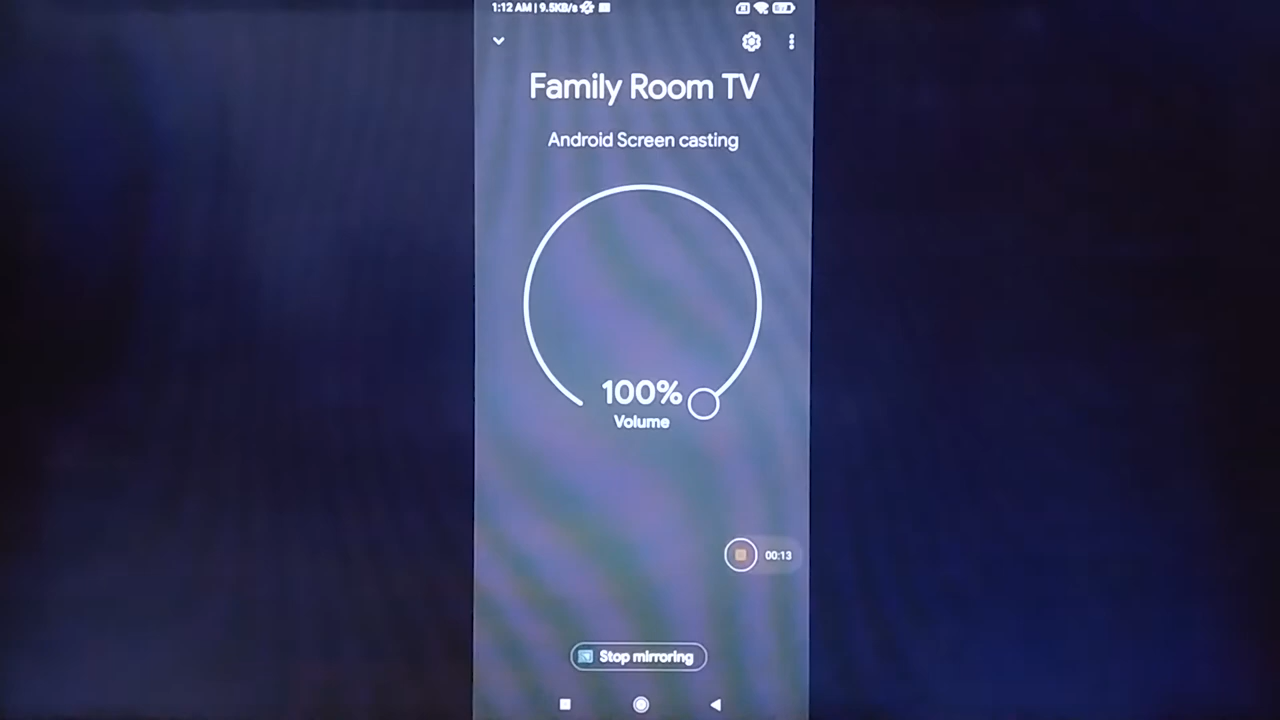 1:12 AM | 9.5KB/s
Family Room TV
Android Screen casting
100%
Volume
00:13
Stop mirroring